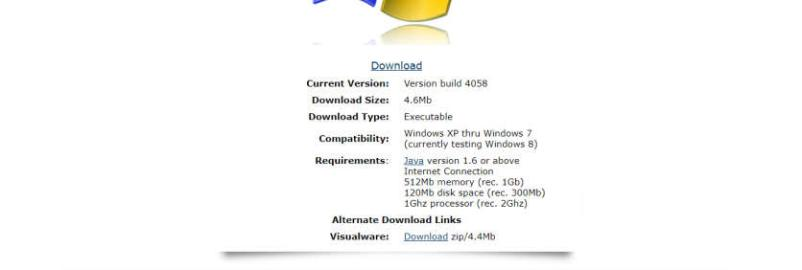 Download
Current Version: Version build 4058
Download Size: 4.6Mb
Download Type: Executable
Compatibility: Windows XP thru Windows 7
(currently testing Windows 8)
Requirements: Java version 1.6 or above
Internet Connection
512Mb memory (rec. 1Gb)
120Mb disk space (rec. 300Mb)
1Ghz processor (rec. 2Ghz)
Alternate Download Links
Visualware: Download zip/4.4Mb